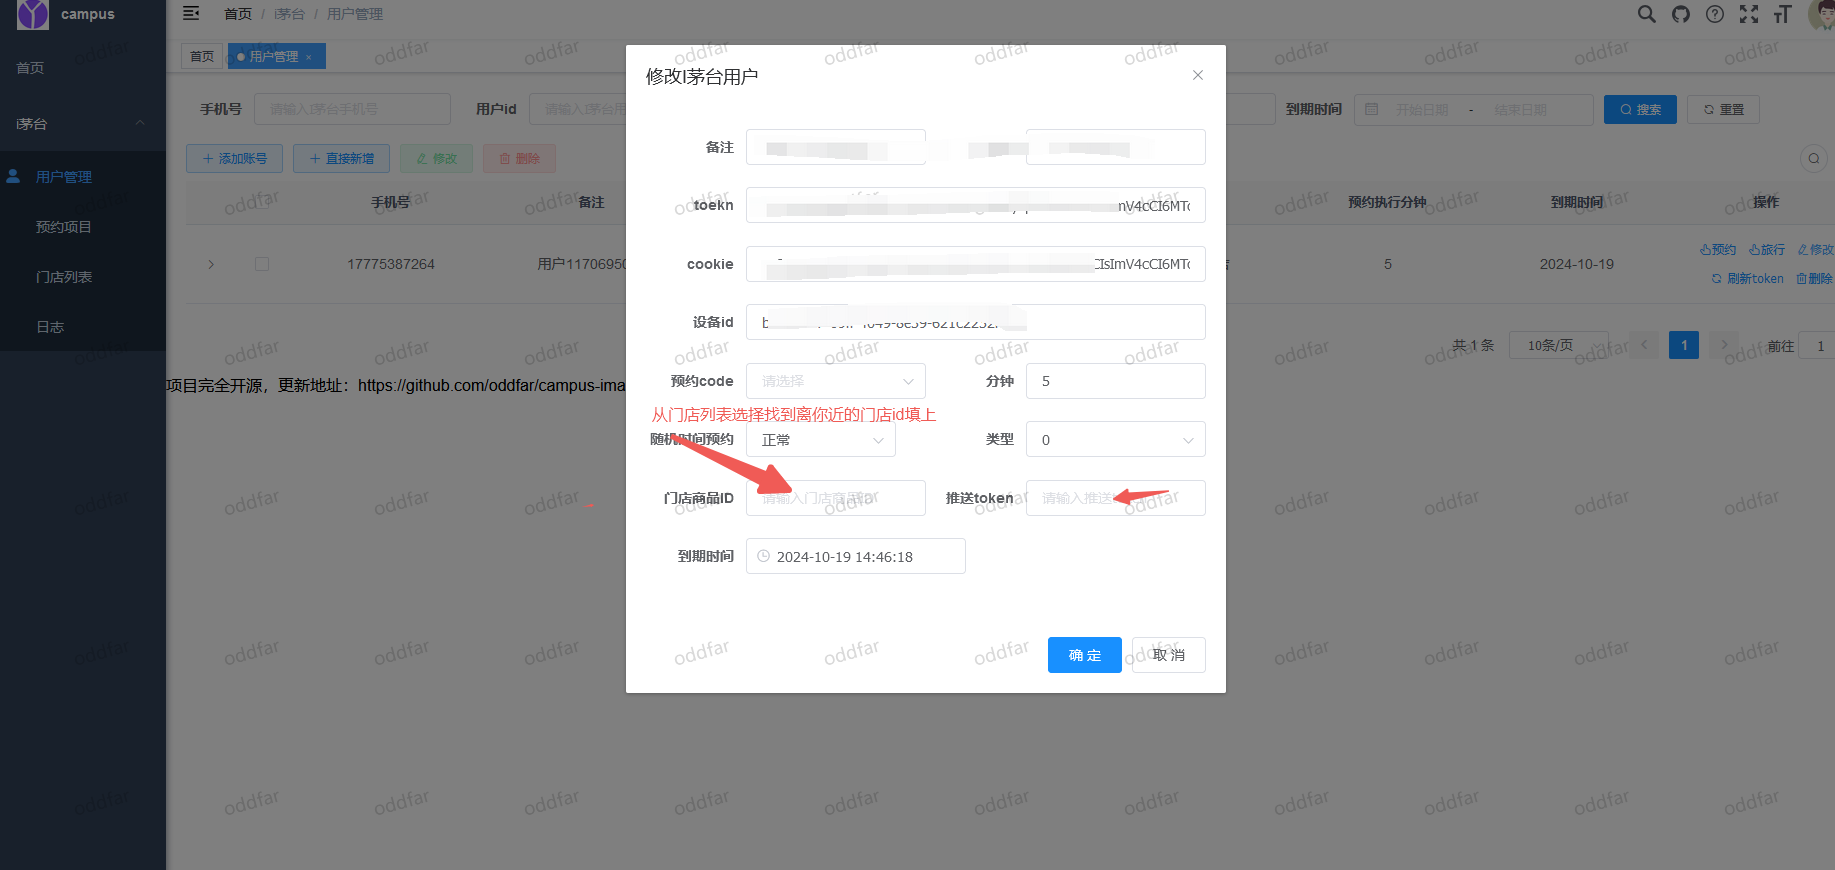 campus
首页 / i茅台 / 用户管理
首页
用户管理 ×
首页
i茅台
用户管理
预约项目
门店列表
日志
手机号 请输入I茅台手机号
用户id 请输入I茅台用
到期时间 开始日期 - 结束日期
搜索
重置
添加账号
直接新增
修改
删除
手机号 备注 预约执行分钟 到期时间 操作
17775387264 用户1170695 5 2024-10-19
预约 旅行 修改
刷新token 删除
共 1 条 10条/页 1 前往 1
项目完全开源，更新地址：https://github.com/oddfar/campus-ima
修改I茅台用户
备注
toekn mV4cCI6MTc
cookie CIsImV4cCI6MTc
设备id
预约code 请选择 分钟 5
从门店列表选择找到离你近的门店id填上
随机时间预约 正常 类型 0
门店商品ID 请输入门店商品ID 推送token 请输入推送
到期时间 2024-10-19 14:46:18
确 定
取 消
oddfar